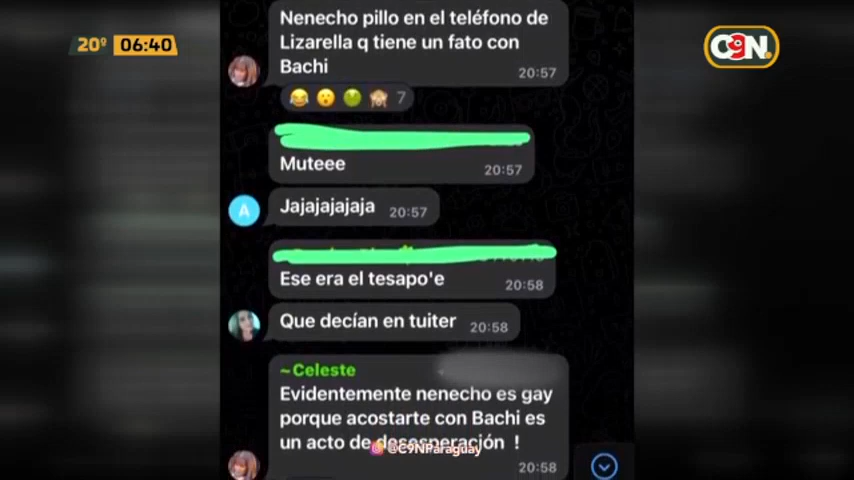 20º 06:40
C9N.
Nenecho pillo en el teléfono de
Lizarella q tiene un fato con
Bachi
20:57
7
Muteee
20:57
A
Jajajajajaja 20:57
Ese era el tesapo'e
20:58
Que decían en tuiter 20:58
~Celeste
Evidentemente nenecho es gay
porque acostarte con Bachi es
un acto de desesperación !
@C9NParaguay
20:58